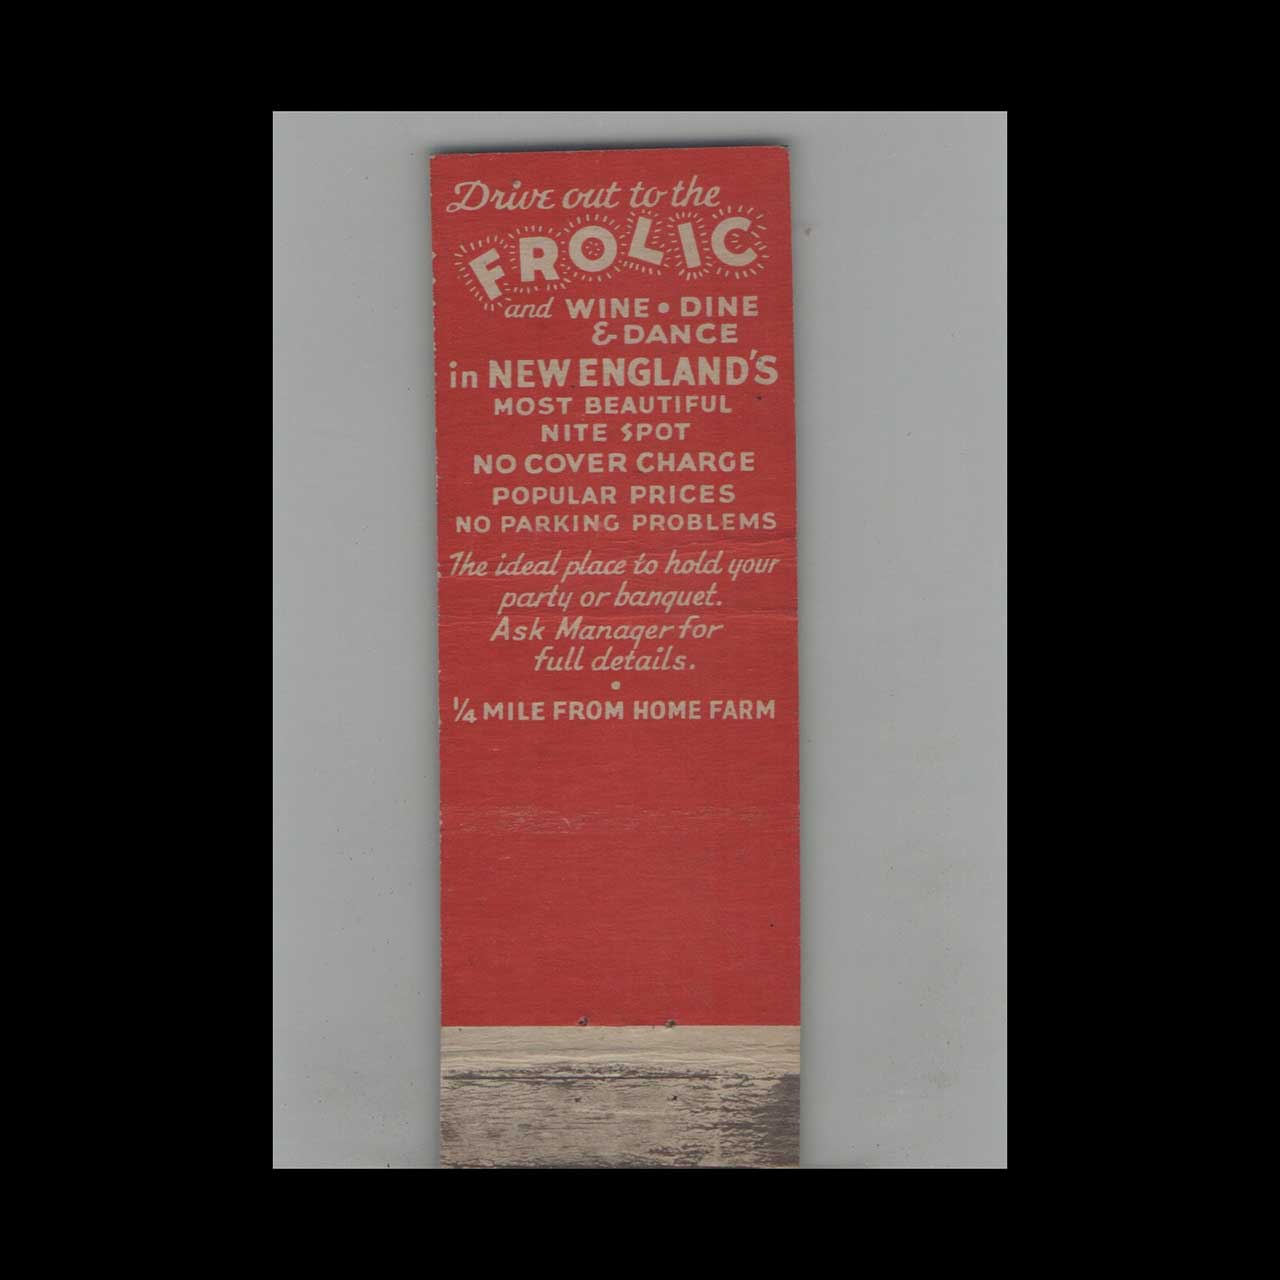 Drive out to the
FROLIC
and WINE • DINE
& DANCE
in NEW ENGLAND'S
MOST BEAUTIFUL
NITE SPOT
NO COVER CHARGE
POPULAR PRICES
NO PARKING PROBLEMS
The ideal place to hold your
party or banquet.
Ask Manager for
full details.
•
¼ MILE FROM HOME FARM